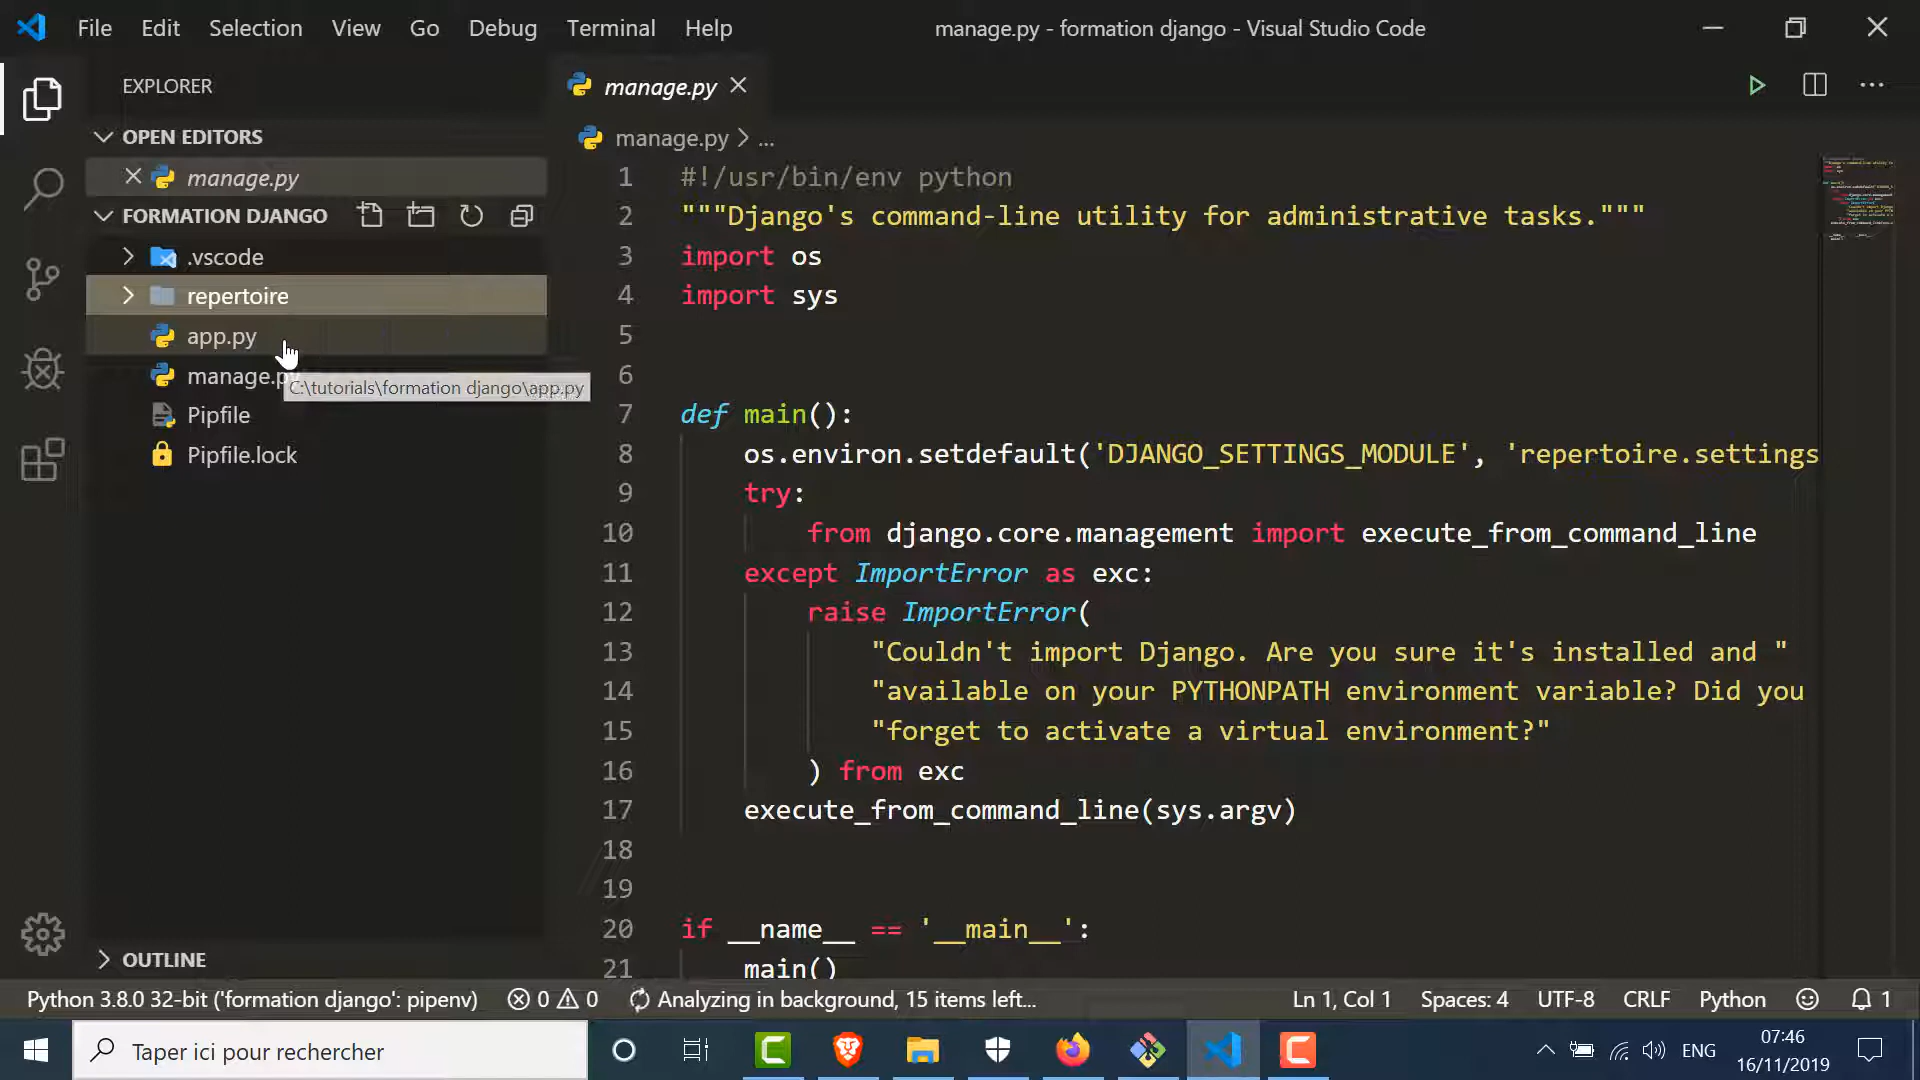 File Edit Selection View Go Debug Terminal Help
manage.py - formation django - Visual Studio Code
EXPLORER
OPEN EDITORS
manage.py
FORMATION DJANGO
.vscode
repertoire
app.py
manage.py
C:\tutorials\formation django\app.py
Pipfile
Pipfile.lock
OUTLINE
manage.py
manage.py > ...
1 #!/usr/bin/env python
2 """Django's command-line utility for administrative tasks."""
3 import os
4 import sys
5
6
7 def main():
8 os.environ.setdefault('DJANGO_SETTINGS_MODULE', 'repertoire.settings
9 try:
10 from django.core.management import execute_from_command_line
11 except ImportError as exc:
12 raise ImportError(
13 "Couldn't import Django. Are you sure it's installed and "
14 "available on your PYTHONPATH environment variable? Did you
15 "forget to activate a virtual environment?"
16 ) from exc
17 execute_from_command_line(sys.argv)
18
19
20 if __name__ == '__main__':
21 main()
Python 3.8.0 32-bit ('formation django': pipenv) 0 0 Analyzing in background, 15 items left... Ln 1, Col 1 Spaces: 4 UTF-8 CRLF Python 1
Taper ici pour rechercher
ENG
07:46
16/11/2019